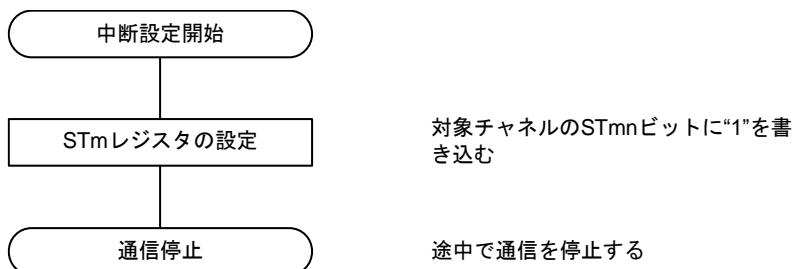 中断設定開始
STmレジスタの設定
対象チャネルのSTmnビットに“1”を書
き込む
通信停止
途中で通信を停止する